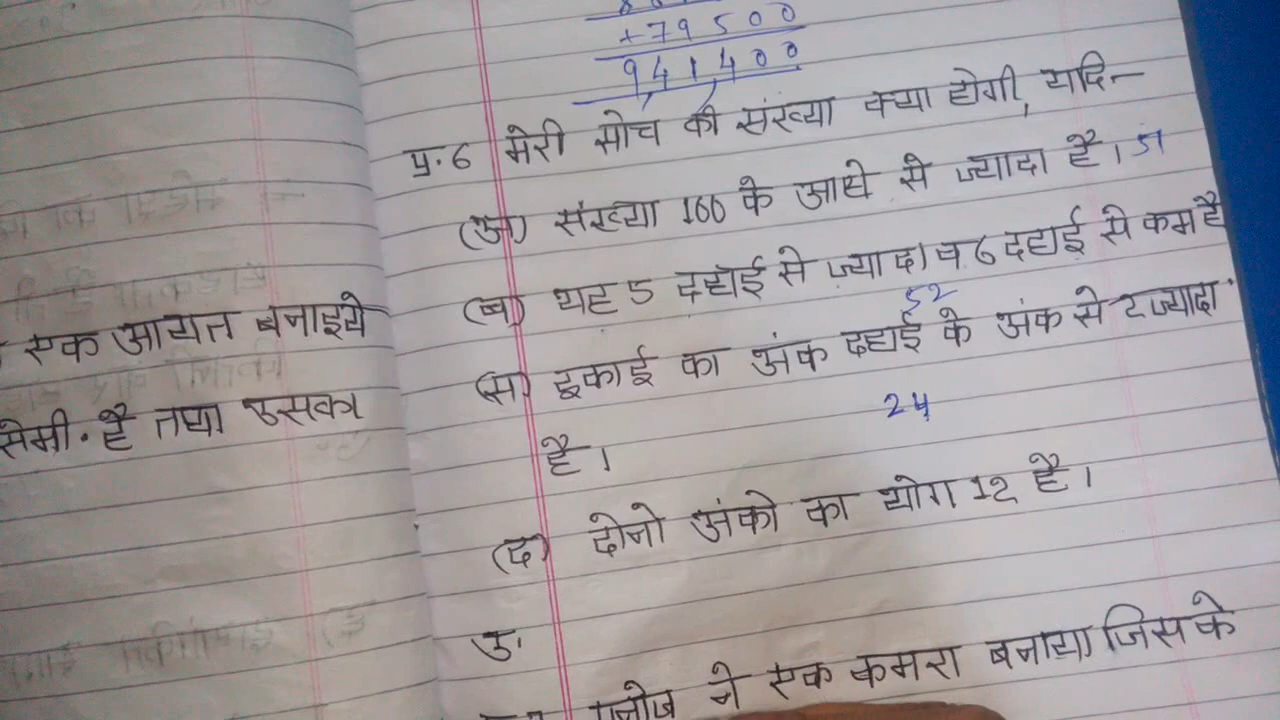 एक आयत बनाइये
सेमी. है तथा उसका
+79500
941400
प्र.6 मेरी सोच की संख्या क्या होगी, यदि-
(अ) संख्या 100 के आधे से ज्यादा है। 51
(ब) यह 5 दहाई से ज्यादा व 6 दहाई से कम है
52
(स) इकाई का अंक दहाई के अंक से 2 ज्यादा
है। 24
(द) दोनो अंको का योग 12 है।
उ.
ने एक कमरा बनाया जिसके